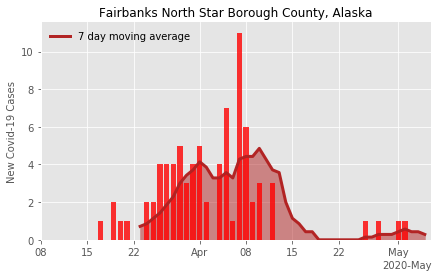 Fairbanks North Star Borough County, Alaska
7 day moving average
New Covid-19 Cases
10
8
6
4
2
0
08 15 22 Apr 08 15 22 May
2020-May